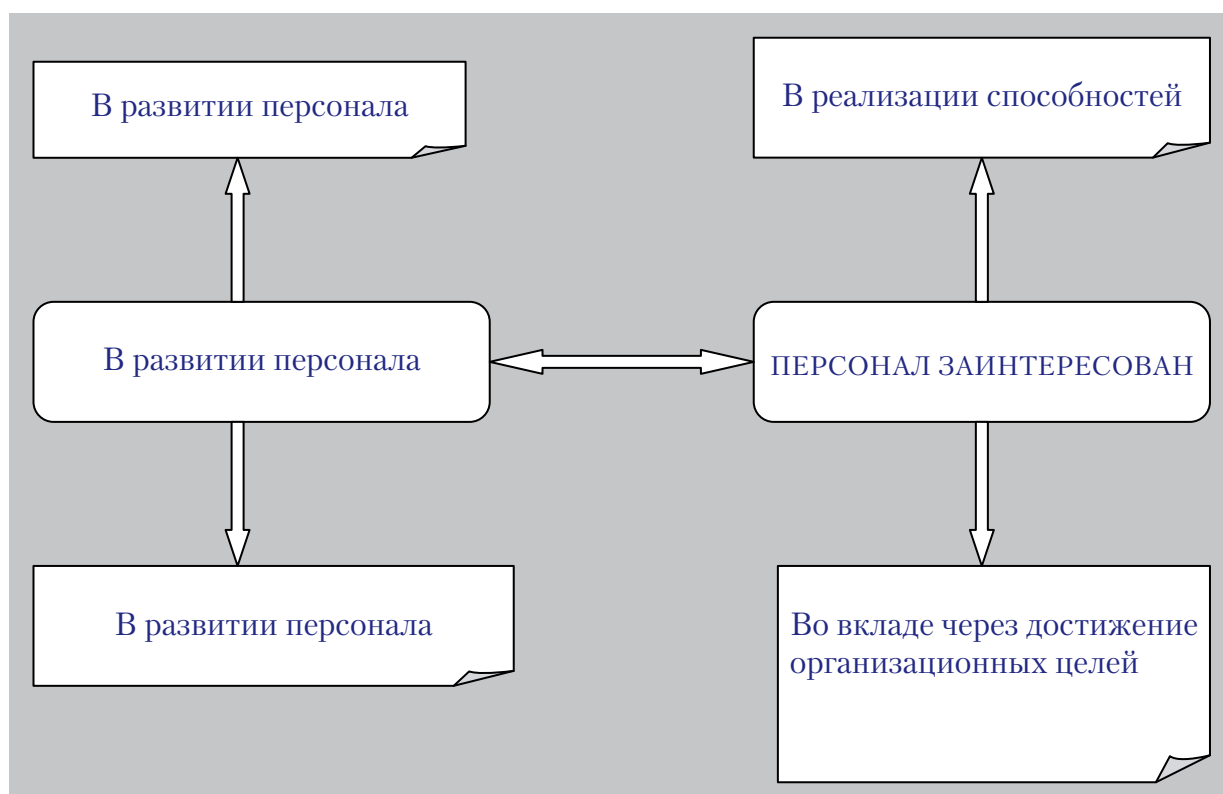 В развитии персонала
В реализации способностей
В развитии персонала
ПЕРСОНАЛ ЗАИНТЕРЕСОВАН
В развитии персонала
Во вкладе через достижение
организационных целей